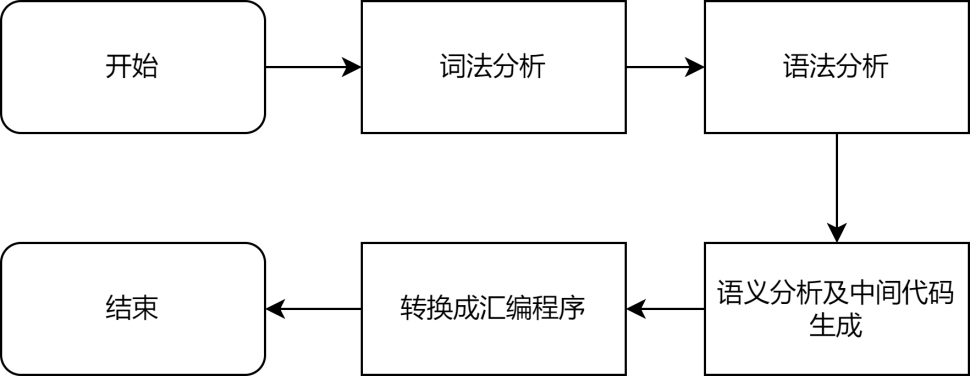 开始
词法分析
语法分析
语义分析及中间代码
生成
转换成汇编程序
结束